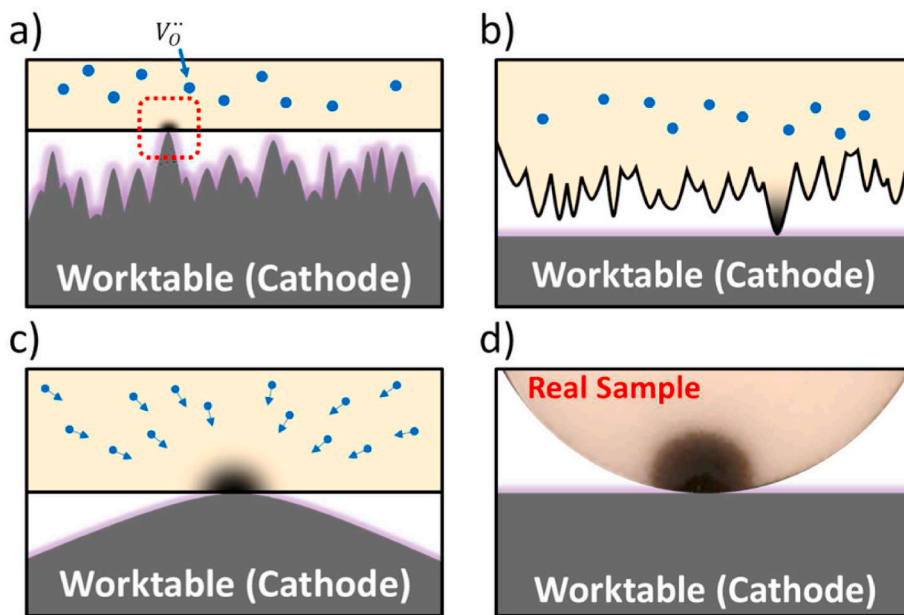 a)
V_O^{··}
Worktable (Cathode)
b)
Worktable (Cathode)
c)
Worktable (Cathode)
d)
Real Sample
Worktable (Cathode)